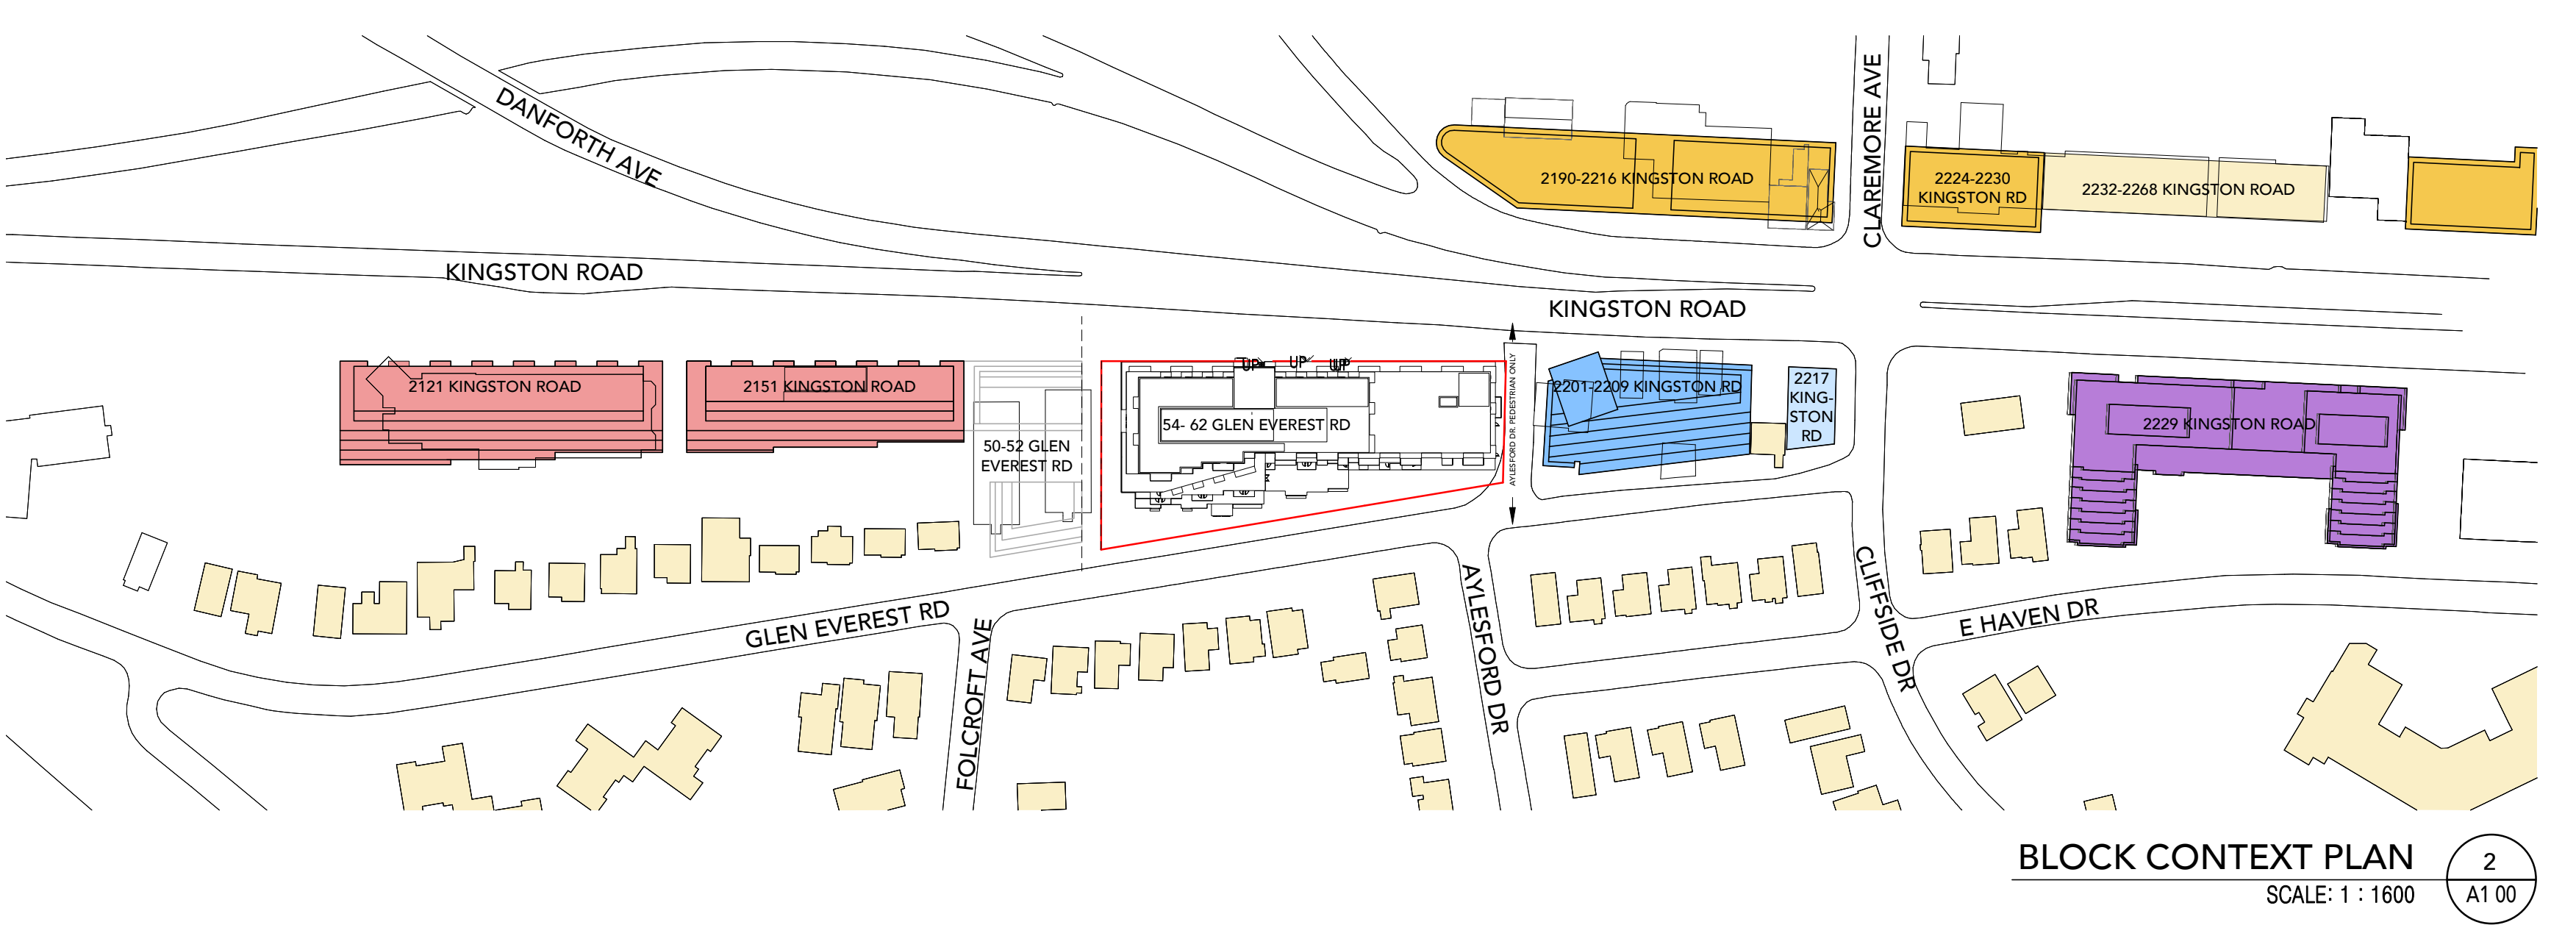 DANFORTH AVE
CLAREMORE AVE
2190-2216 KINGSTON ROAD
2224-2230
KINGSTON RD
2232-2268 KINGSTON ROAD
KINGSTON ROAD
KINGSTON ROAD
2121 KINGSTON ROAD
2151 KINGSTON ROAD
50-52 GLEN
EVEREST RD
UP
UP
UP
54- 62 GLEN EVEREST RD
AYLESFORD DR. PEDESTRIAN ONLY
2201-2209 KINGSTON RD
2217
KING-
STON
RD
2229 KINGSTON ROAD
GLEN EVEREST RD
FOLCROFT AVE
AYLESFORD DR
CLIFFSIDE DR
E HAVEN DR
BLOCK CONTEXT PLAN
SCALE: 1 : 1600
2
A1 00